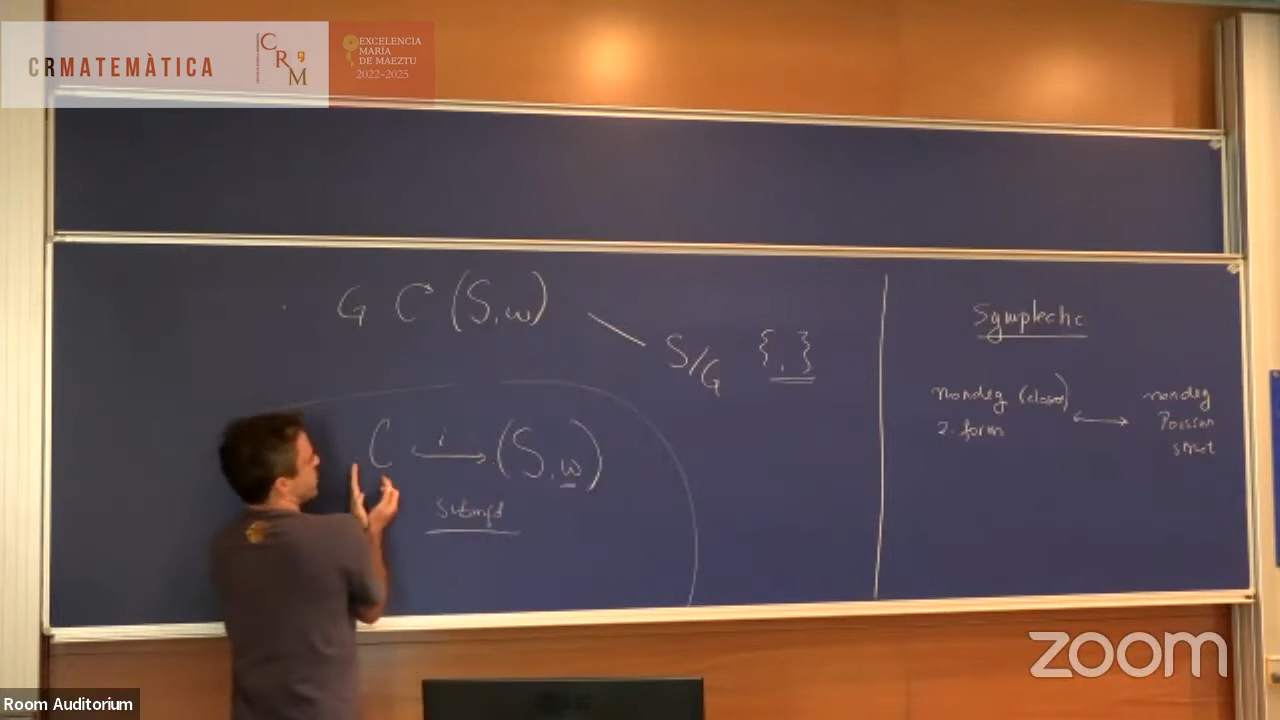 CRMATEMÀTICA
CRM
EXCELENCIA
MARÍA
DE MAEZTU
2022-2025
G C (S,ω)
S/G { , }
C i (S,ω)
Submfd
Symplectic
nondeg (closed)
2-form
nondeg
Poisson
struct
zoom
Room Auditorium